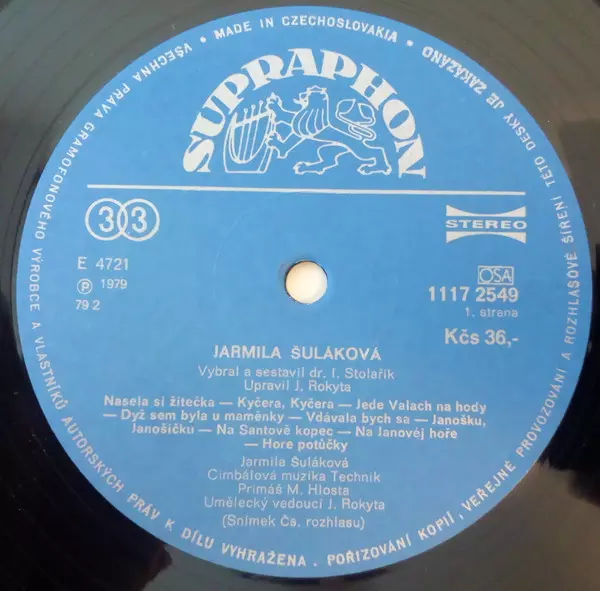 VŠECHNA PRÁVA GRAMOFONOVÉHO VÝROBCE A VLASTNÍKŮ AUTORSKÝCH PRÁV K DÍLU VYHRAŽENA. POŘIZOVÁNÍ KOPIÍ, VEŘEJNÉ PROVOZOVÁNÍ A ROZHLASOVÉ ŠÍŘENÍ TÉTO DESKY JE ZAKÁZÁNO • MADE IN CZECHOSLOVAKIA •
SUPRAPHON
33
STEREO
E 4721
℗ 1979
79 2
OSA
1117 2549
1. strana
Kčs 36,-
JARMILA ŠULÁKOVÁ
Vybral a sestavil dr. I. Stolařík
Upravil J. Rokyta
Nasela si žitečka — Kyčera, Kyčera — Jede Valach na hody
— Dyž sem byla u maměnky — Vdávala bych sa — Janošku,
Janošíčku — Na Santově kopec — Na Janovéj hoře
— Hore potůčky
Jarmila Šuláková
Cimbálová muzika Technik
Primáš M. Hlosta
Umělecký vedoucí J. Rokyta
(Snímek Čs. rozhlasu)